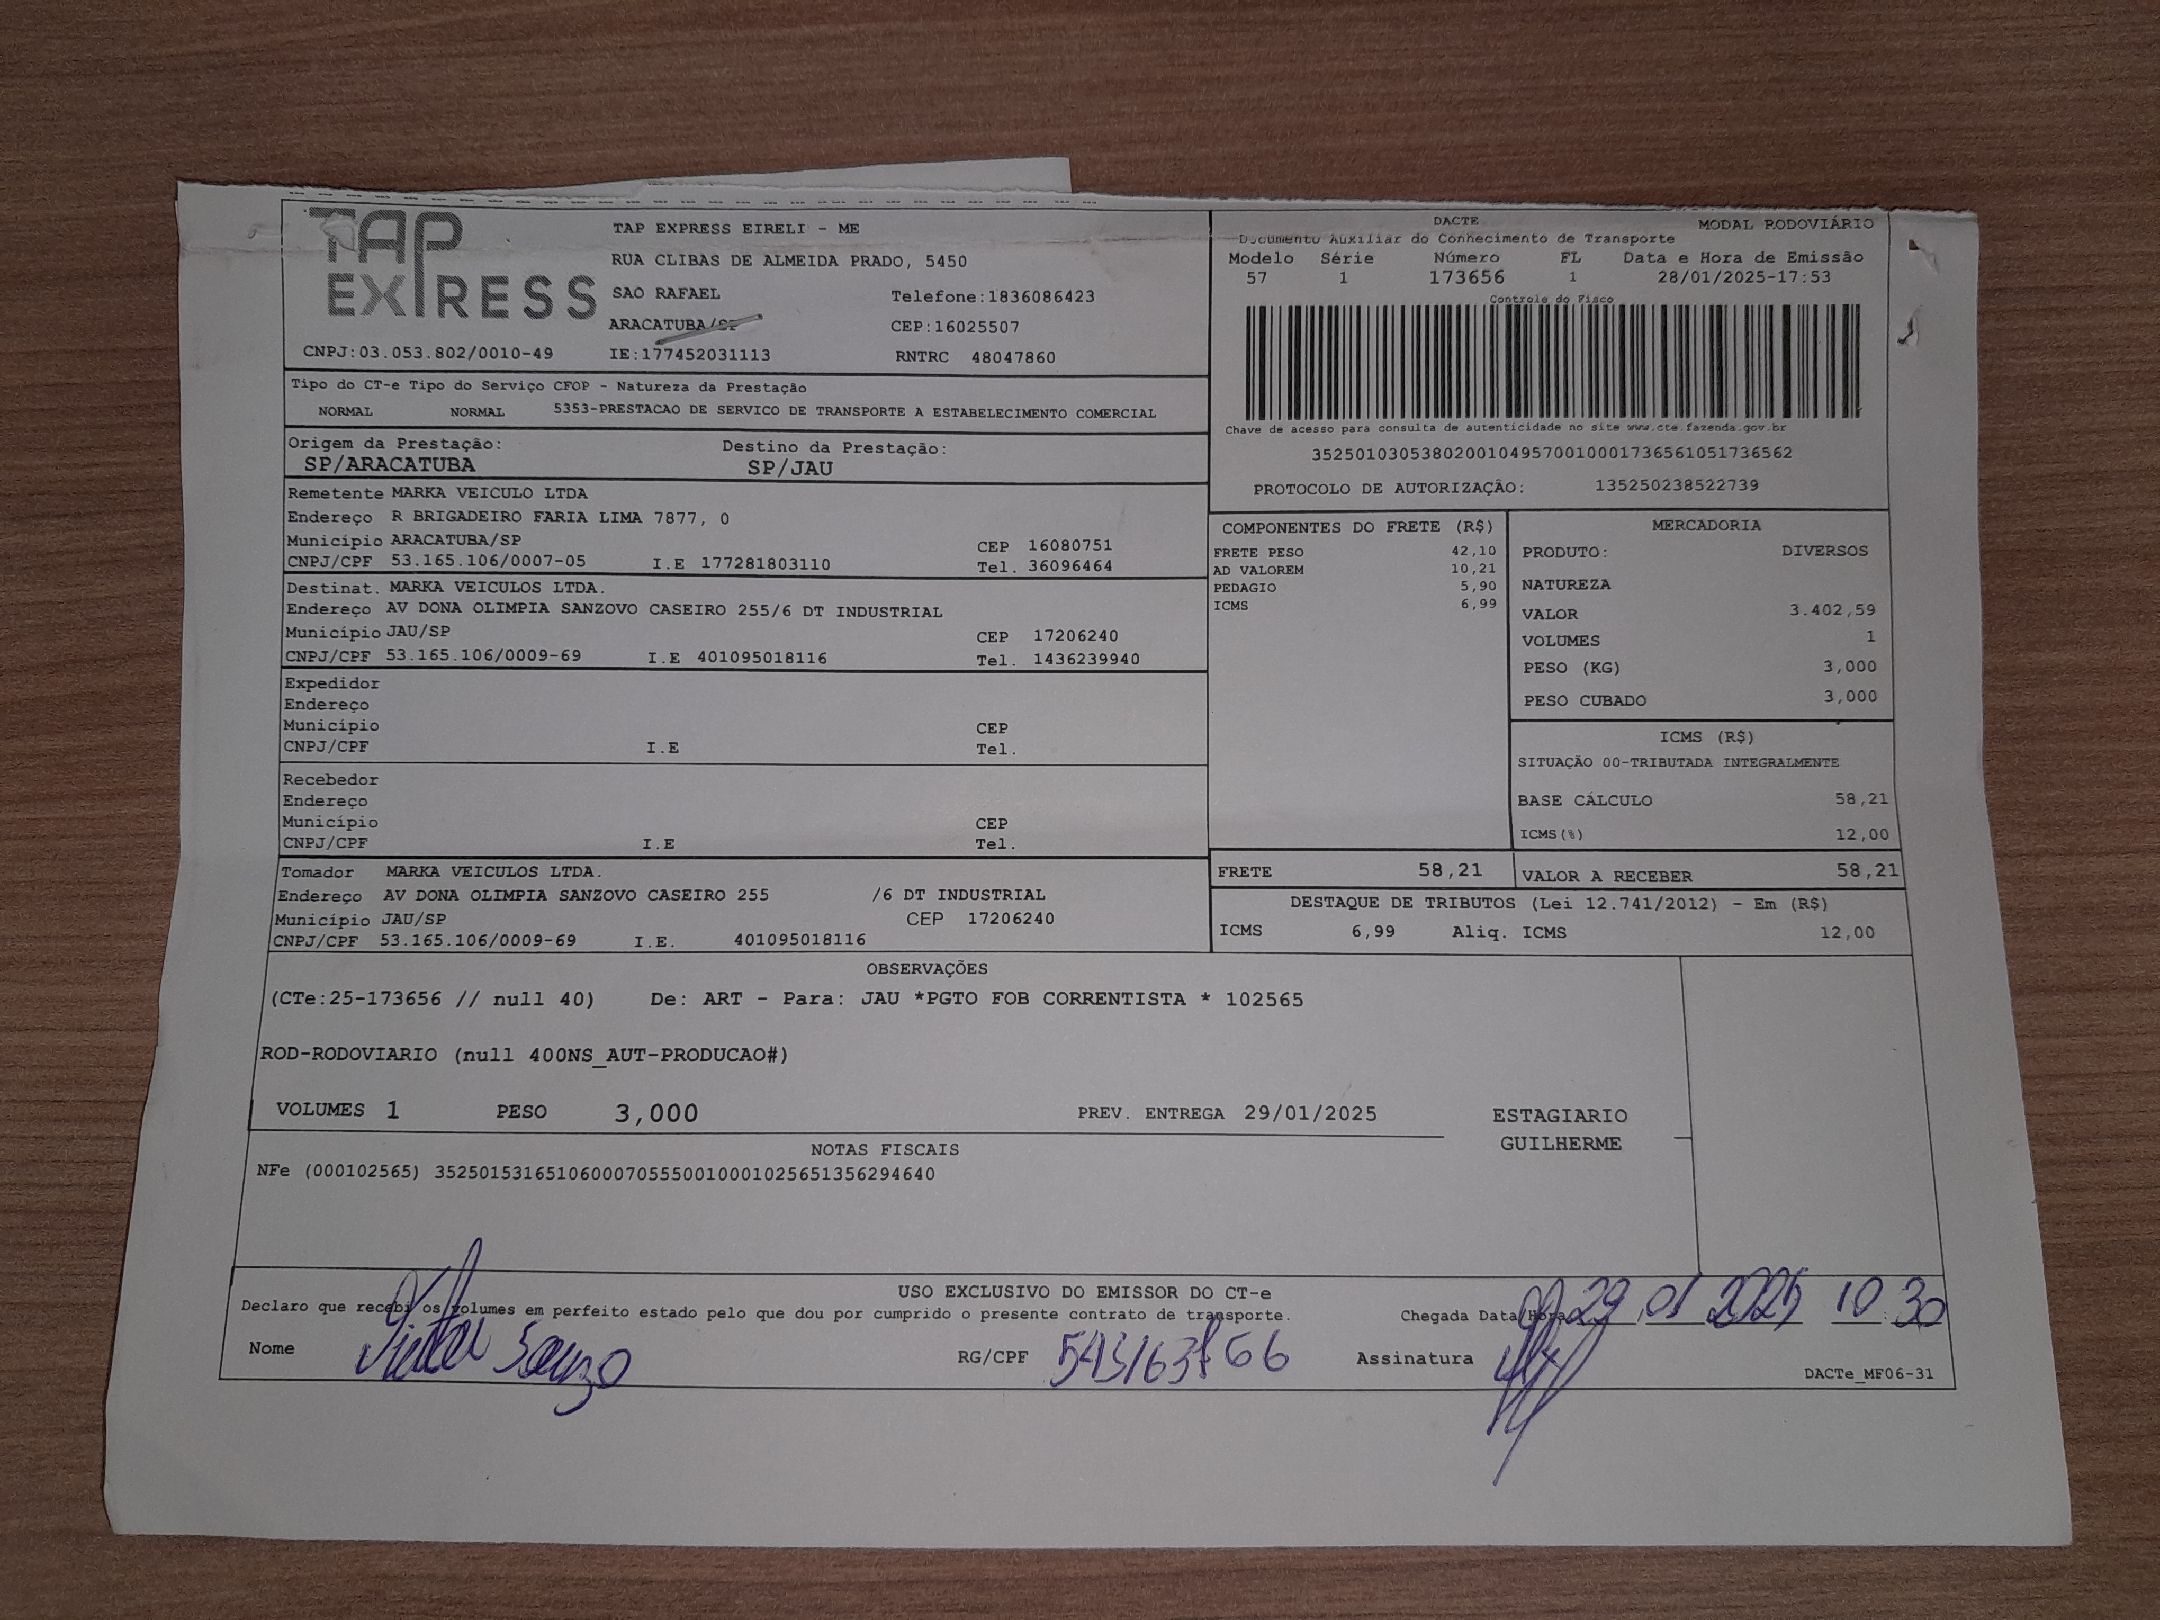 TAP
EXPRESS
TAP EXPRESS EIRELI - ME
RUA CLIBAS DE ALMEIDA PRADO, 5450
SAO RAFAEL Telefone:1836086423
ARACATUBA/SP CEP:16025507
CNPJ:03.053.802/0010-49 IE:177452031113 RNTRC 48047860
DACTE MODAL RODOVIÁRIO
Documento Auxiliar do Conhecimento de Transporte
Modelo Série Número FL Data e Hora de Emissão
57 1 173656 1 28/01/2025-17:53
Controle do Fisco
Chave de acesso para consulta de autenticidade no site www.cte.fazenda.gov.br
35250103053802001049570010001736561051736562
PROTOCOLO DE AUTORIZAÇÃO: 135250238522739
Tipo do CT-e Tipo do Serviço CFOP - Natureza da Prestação
NORMAL NORMAL 5353-PRESTACAO DE SERVICO DE TRANSPORTE A ESTABELECIMENTO COMERCIAL
Origem da Prestação: Destino da Prestação:
SP/ARACATUBA SP/JAU
Remetente MARKA VEICULO LTDA
Endereço R BRIGADEIRO FARIA LIMA 7877, 0
Município ARACATUBA/SP CEP 16080751
CNPJ/CPF 53.165.106/0007-05 I.E 177281803110 Tel. 36096464
Destinat. MARKA VEICULOS LTDA.
Endereço AV DONA OLIMPIA SANZOVO CASEIRO 255/6 DT INDUSTRIAL
Município JAU/SP CEP 17206240
CNPJ/CPF 53.165.106/0009-69 I.E 401095018116 Tel. 1436239940
Expedidor
Endereço
Município CEP
CNPJ/CPF I.E Tel.
Recebedor
Endereço
Município CEP
CNPJ/CPF I.E Tel.
Tomador MARKA VEICULOS LTDA.
Endereço AV DONA OLIMPIA SANZOVO CASEIRO 255 /6 DT INDUSTRIAL
Município JAU/SP CEP 17206240
CNPJ/CPF 53.165.106/0009-69 I.E. 401095018116
COMPONENTES DO FRETE (R$)
FRETE PESO 42,10
AD VALOREM 10,21
PEDAGIO 5,90
ICMS 6,99
MERCADORIA
PRODUTO: DIVERSOS
NATUREZA
VALOR 3.402,59
VOLUMES 1
PESO (KG) 3,000
PESO CUBADO 3,000
ICMS (R$)
SITUAÇÃO 00-TRIBUTADA INTEGRALMENTE
BASE CÁLCULO 58,21
ICMS(%) 12,00
FRETE 58,21 VALOR A RECEBER 58,21
DESTAQUE DE TRIBUTOS (Lei 12.741/2012) - Em (R$)
ICMS 6,99 Aliq. ICMS 12,00
OBSERVAÇÕES
(CTe:25-173656 // null 40) De: ART - Para: JAU *PGTO FOB CORRENTISTA * 102565
ROD-RODOVIARIO (null 400NS_AUT-PRODUCAO#)
VOLUMES 1 PESO 3,000 PREV. ENTREGA 29/01/2025 ESTAGIARIO
GUILHERME
NOTAS FISCAIS
NFe (000102565) 35250153165106000705550010001025651356294640
USO EXCLUSIVO DO EMISSOR DO CT-e
Declaro que recebi os volumes em perfeito estado pelo que dou por cumprido o presente contrato de transporte. Chegada Data/Hora 29 01 2025 10:30
Nome RG/CPF Assinatura
DACTe_MF06-31